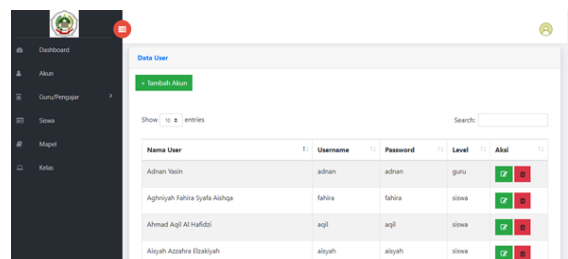 Dashboard
Akun
Guru/Pengajar
Siswa
Mapel
Kelas
Data User
+ Tambah Akun
Show 10 entries
Search:
Nama User Username Password Level Aksi
Adnan Yasin adnan adnan guru
Aghniyah Fahira Syafa Aishqa fahira fahira siswa
Ahmad Aqil Al Hafidzi aqil aqil siswa
Aisyah Azzahra Elzakiyah aisyah aisyah siswa